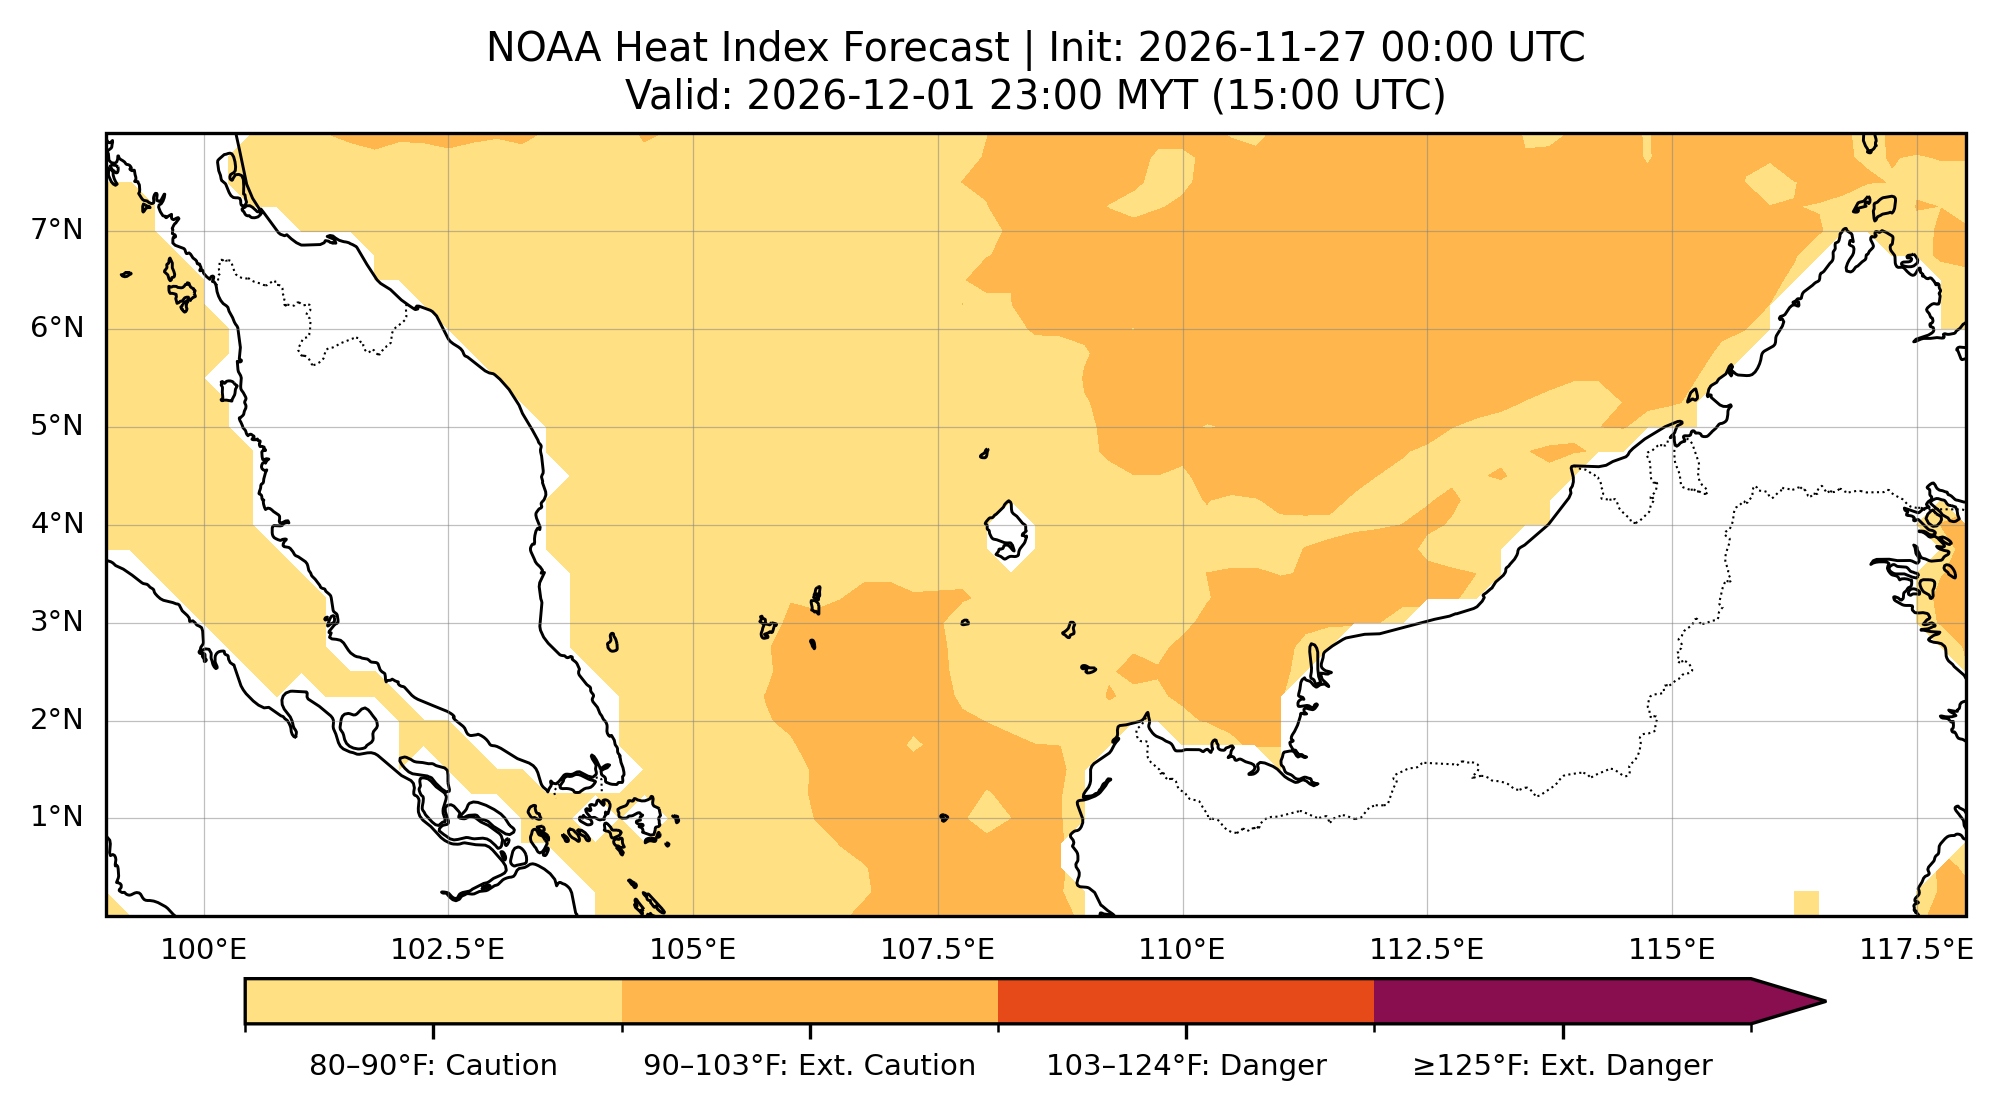 NOAA Heat Index Forecast | Init: 2026-11-27 00:00 UTC
Valid: 2026-12-01 23:00 MYT (15:00 UTC)
7°N
6°N
5°N
4°N
3°N
2°N
1°N
100°E
102.5°E
105°E
107.5°E
110°E
112.5°E
115°E
117.5°E
80–90°F: Caution
90–103°F: Ext. Caution
103–124°F: Danger
≥125°F: Ext. Danger